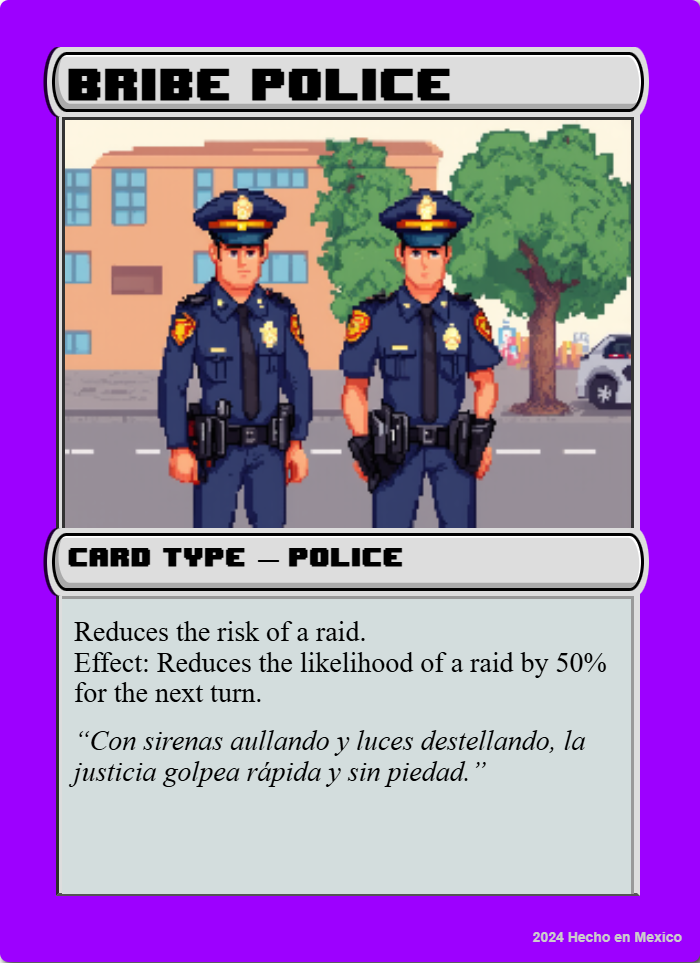 BRIBE POLICE
CARD TYPE — POLICE
Reduces the risk of a raid.
Effect: Reduces the likelihood of a raid by 50%
for the next turn.
“Con sirenas aullando y luces destellando, la
justicia golpea rápida y sin piedad.”
2024 Hecho en Mexico